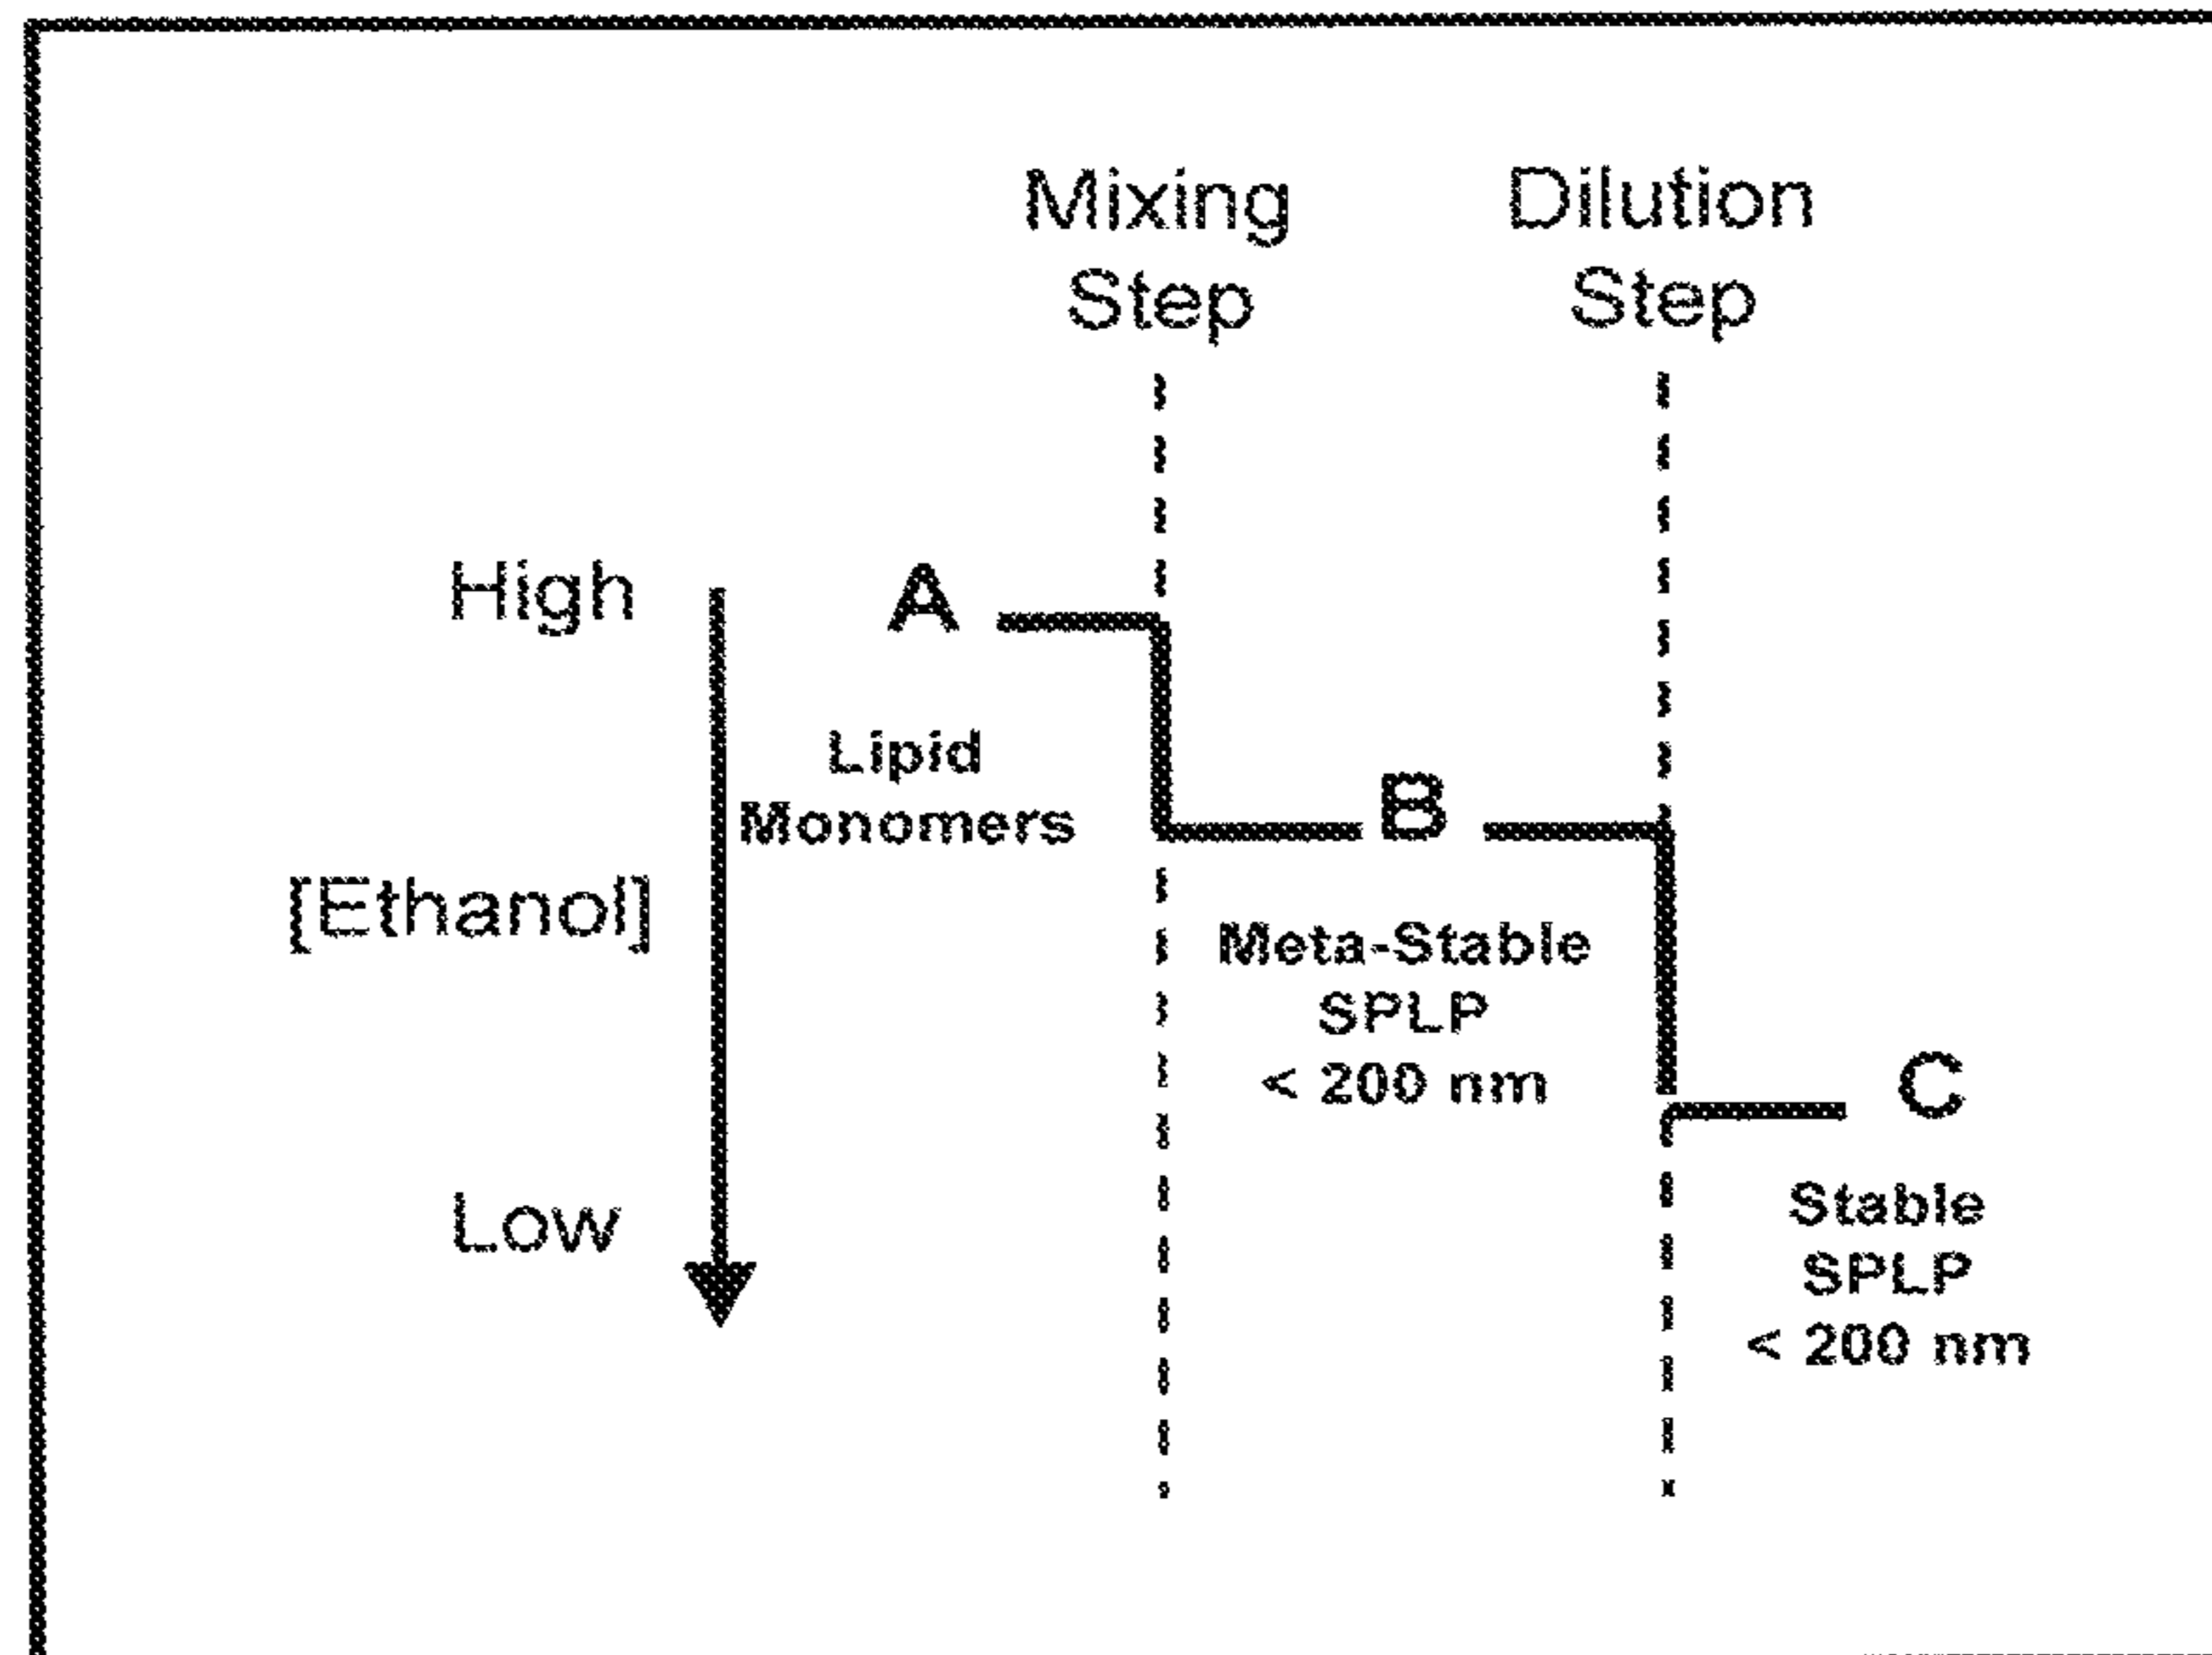 Mixing
Step
Dilution
Step
High
A
Lipid
Monomers
B
[Ethanol]
Meta-Stable
SPLP
< 200 nm
C
Low
Stable
SPLP
< 200 nm